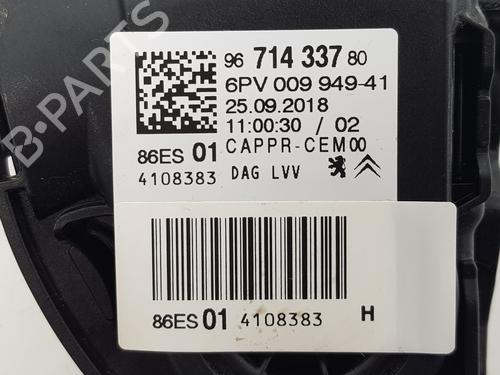 96 714 337 80
6PV 009 949-41
25.09.2018
11:00:30 / 02
86ES 01 CAPPR-CEM00
4108383 DAG LVV
86ES 01 4108383 H
B-PARTS